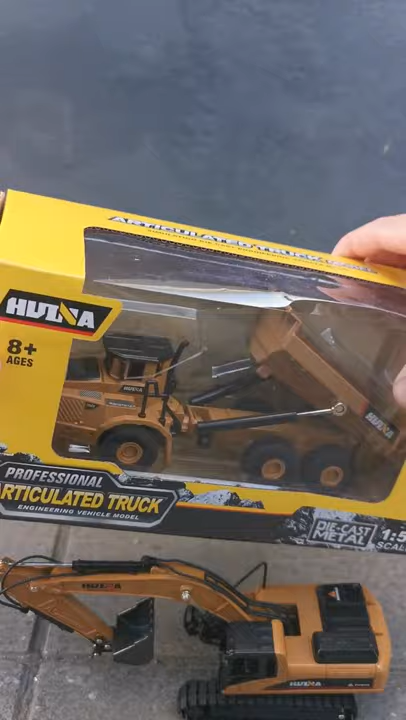 ARTICULATED TRUCK MODEL
HUINA
8+
AGES
HUINA
HUINA
PROFESSIONAL
ARTICULATED TRUCK
ENGINEERING VEHICLE MODEL
DIE-CAST
METAL
1:5
SCALE
HUINA
HUINA